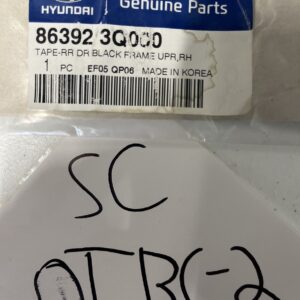 HYUNDAI Genuine Parts
86392 3Q000
TAPE-RR DR BLACK FRAME UPR,RH
1 PC EF05 QP06 MADE IN KOREA
SC